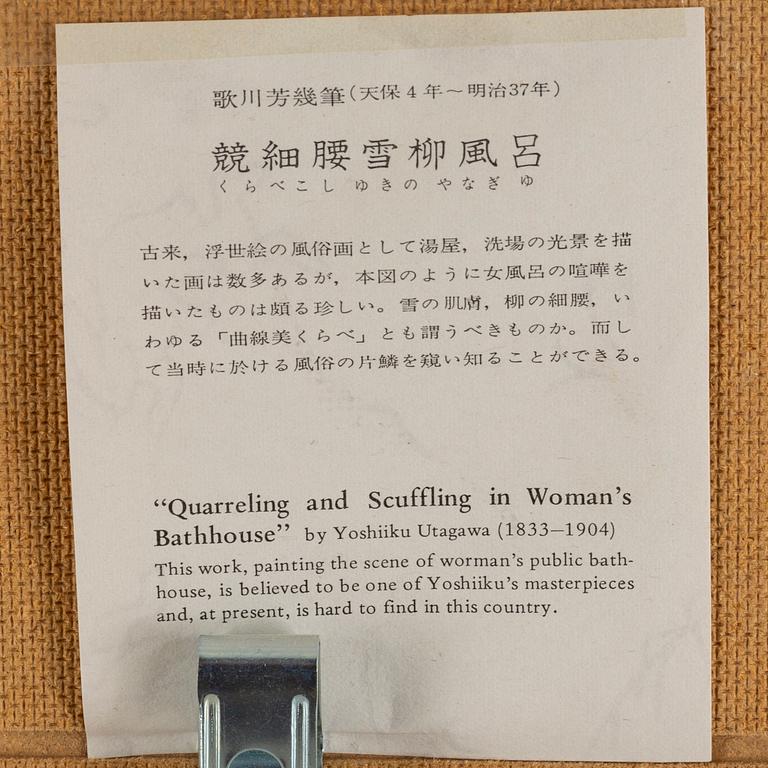 歌川芳幾筆(天保4年〜明治37年)
競細腰雪柳風呂
くらべこし ゆきの やなぎゆ
古来，浮世絵の風俗画として湯屋，洗場の光景を描
いた画は数多あるが，本図のように女風呂の喧嘩を
描いたものは頗る珍しい。雪の肌膚，柳の細腰，い
わゆる「曲線美くらべ」とも謂うべきものか。而し
て当時に於ける風俗の片鱗を窺い知ることができる。
“Quarreling and Scuffling in Woman’s
Bathhouse” by Yoshiiku Utagawa (1833–1904)
This work, painting the scene of worman’s public bath-
house, is believed to be one of Yoshiiku’s masterpieces
and, at present, is hard to find in this country.